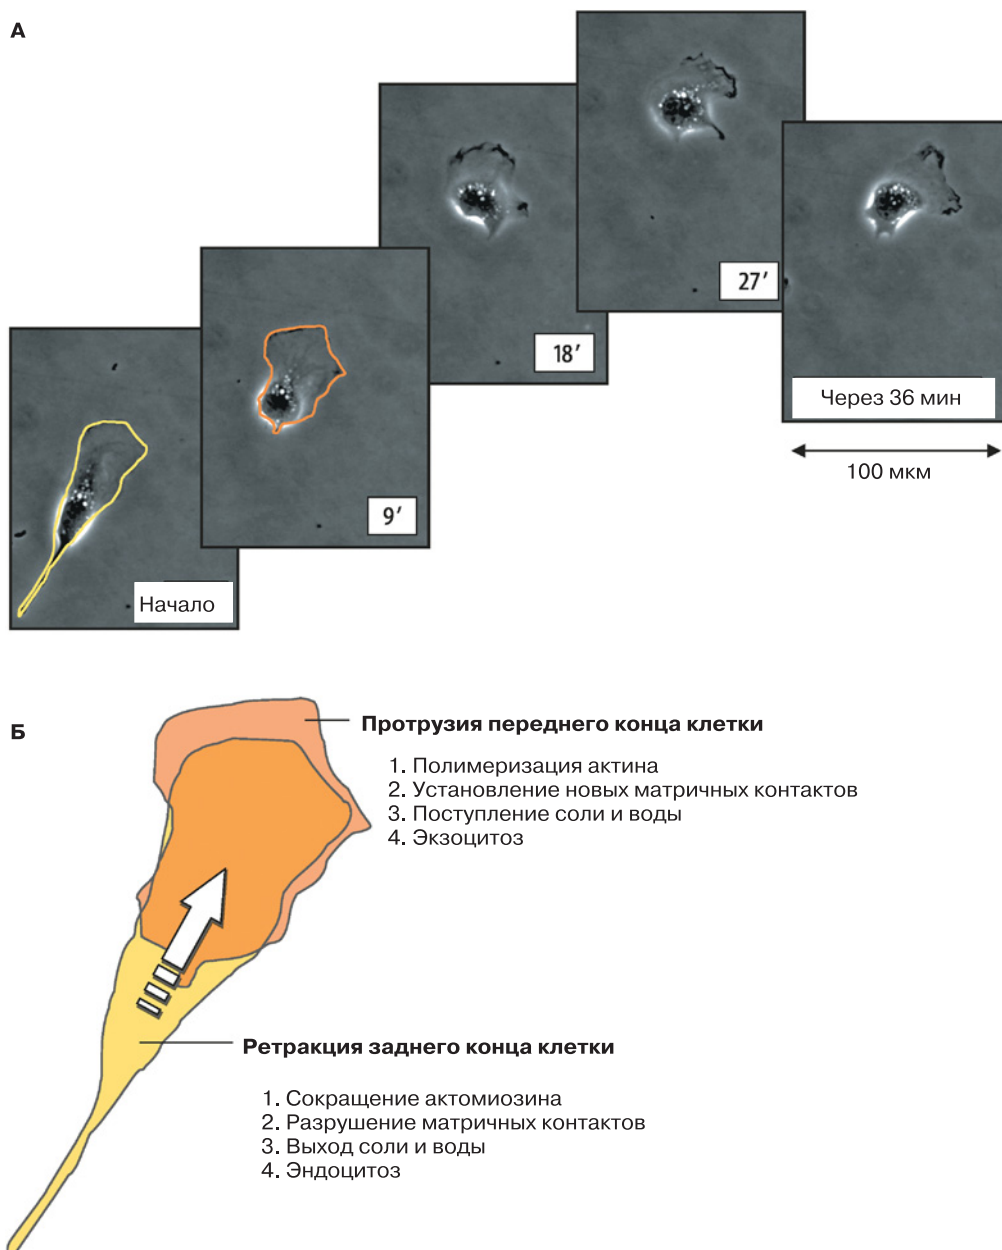 А
Начало
9′
18′
27′
Через 36 мин
100 мкм
Б
Протрузия переднего конца клетки
1. Полимеризация актина
2. Установление новых матричных контактов
3. Поступление соли и воды
4. Экзоцитоз
Ретракция заднего конца клетки
1. Сокращение актомиозина
2. Разрушение матричных контактов
3. Выход соли и воды
4. Эндоцитоз